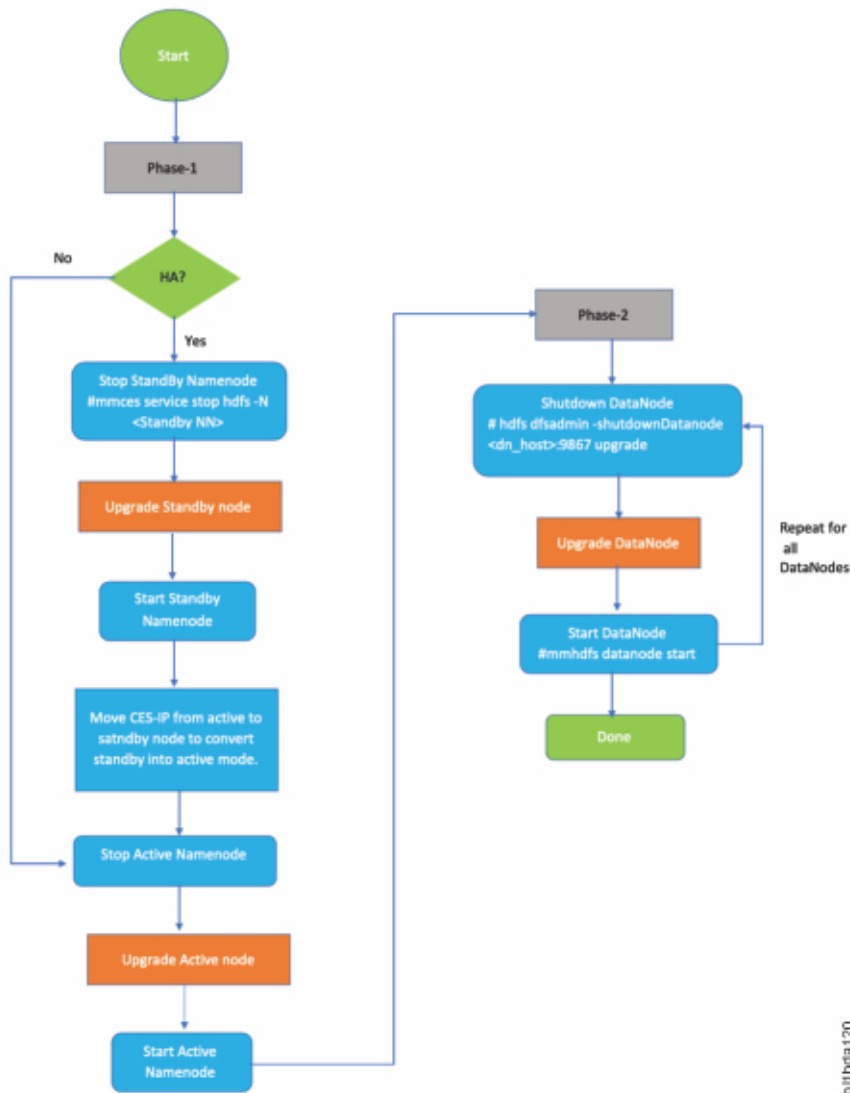 Start
Phase-1
No
HA?
Yes
Stop StandBy Namenode
#mmces service stop hdfs -N
<Standby NN>
Upgrade Standby node
Start Standby
Namenode
Move CES-IP from active to
satndby node to convert
standby into active mode.
Stop Active Namenode
Upgrade Active node
Start Active
Namenode
Phase-2
Shutdown DataNode
# hdfs dfsadmin -shutdownDatanode
<dn_host>:9867 upgrade
Upgrade DataNode
Repeat for
all
DataNodes
Start DataNode
#mmhdfs datanode start
Done